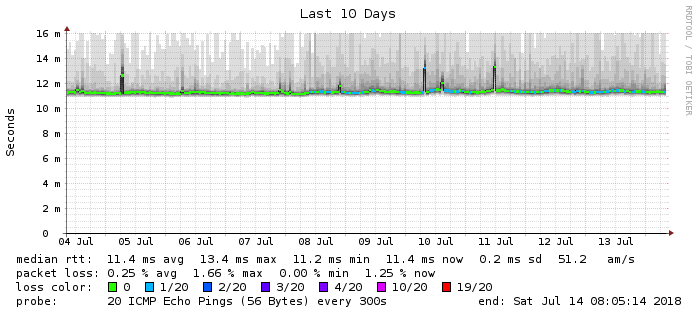 Last 10 Days
RRDTOOL / TOBI OETIKER
Seconds
16 m
14 m
12 m
10 m
8 m
6 m
4 m
2 m
0
04 Jul 05 Jul 06 Jul 07 Jul 08 Jul 09 Jul 10 Jul 11 Jul 12 Jul 13 Jul
median rtt: 11.4 ms avg 13.4 ms max 11.2 ms min 11.4 ms now 0.2 ms sd 51.2 am/s
packet loss: 0.25 % avg 1.66 % max 0.00 % min 1.25 % now
loss color: 0 1/20 2/20 3/20 4/20 10/20 19/20
probe: 20 ICMP Echo Pings (56 Bytes) every 300s end: Sat Jul 14 08:05:14 2018